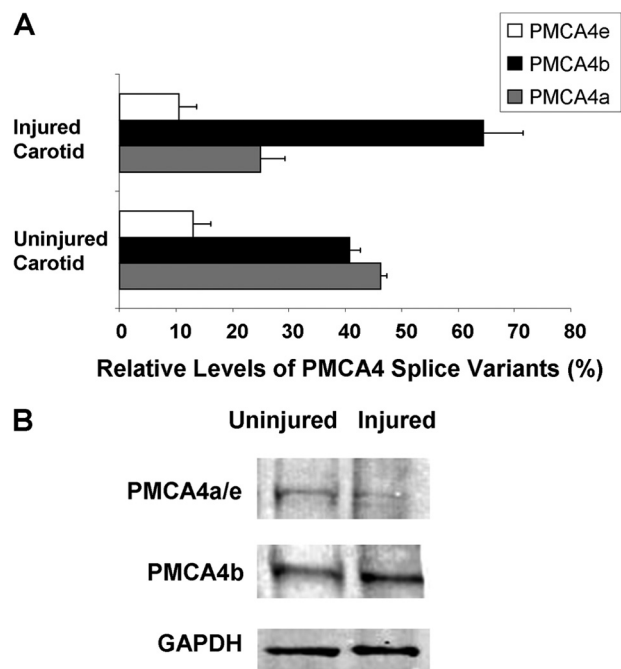 A
PMCA4e
PMCA4b
PMCA4a
Injured
Carotid
Uninjured
Carotid
0 10 20 30 40 50 60 70 80
Relative Levels of PMCA4 Splice Variants (%)
B
Uninjured Injured
PMCA4a/e
PMCA4b
GAPDH